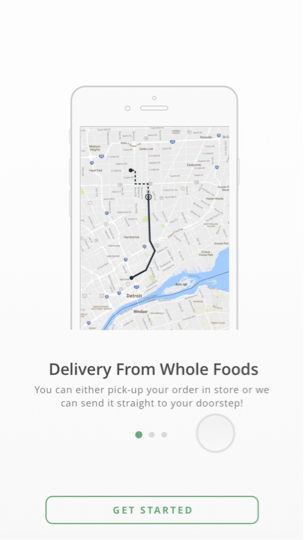 Detroit
Windsor
Delivery From Whole Foods
You can either pick-up your order in store or we
can send it straight to your doorstep!
GET STARTED